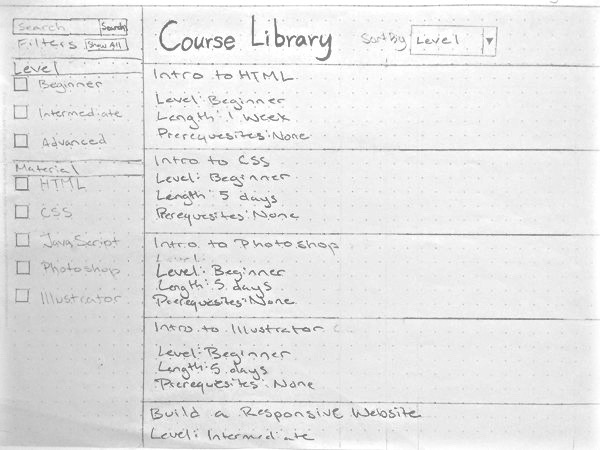 Search Search
Filters Show All
Level
Beginner
Intermediate
Advanced
Material
HTML
CSS
JavaScript
Photoshop
Illustrator
Course Library
Sort By Level
Intro to HTML
Level: Beginner
Length: 1 Week
Prerequesites: None
Intro to CSS
Level: Beginner
Length: 5 days
Prerequesites: None
Intro to Photoshop
Level: Beginner
Length: 5 days
Prerequesites: None
Intro to Illustrator
Level: Beginner
Length: 5 days
Prerequesites: None
Build a Responsive Website
Level: Intermediate